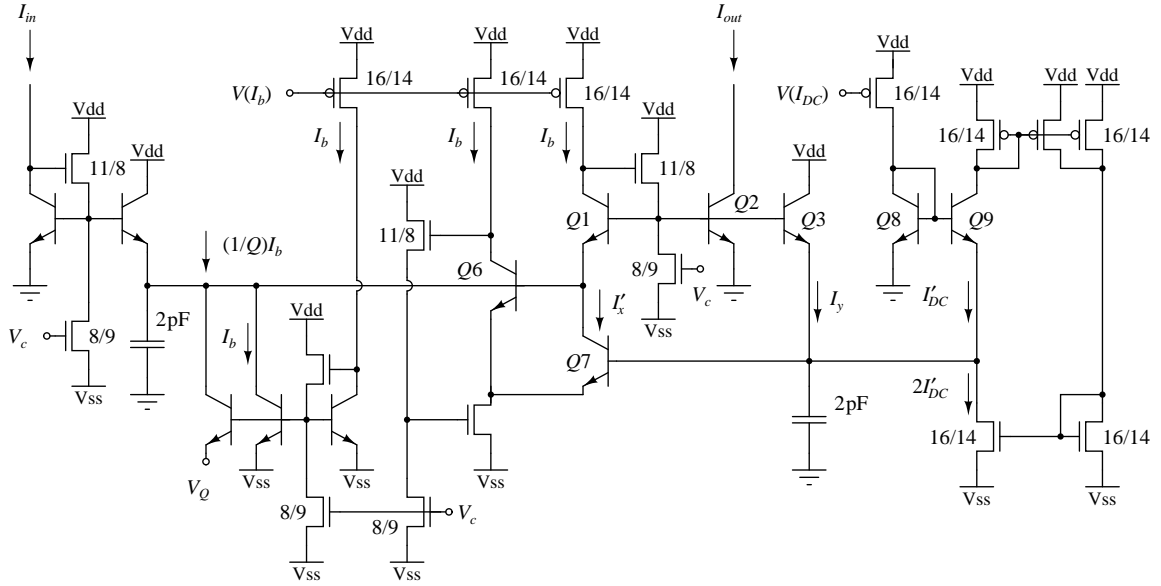 I_in
I_out
Vdd
Vdd
Vdd
Vdd
Vdd
Vdd
Vdd
16/14
16/14
16/14
V(I_b)
V(I_DC)
16/14
Vdd
Vdd
16/14
16/14
I_b
I_b
I_b
11/8
11/8
Vdd
Vdd
Vdd
Q1
Q2
Q3
Q8
Q9
11/8
(1/Q)I_b
Q6
8/9
V_c
I'_x
I_y
I'_DC
Vdd
Vss
V_c
8/9
2pF
I_b
Q7
2I'_DC
Vss
2pF
16/14
16/14
V_Q
Vss
Vss
Vss
Vss
Vss
8/9
8/9
V_c
Vss
Vss